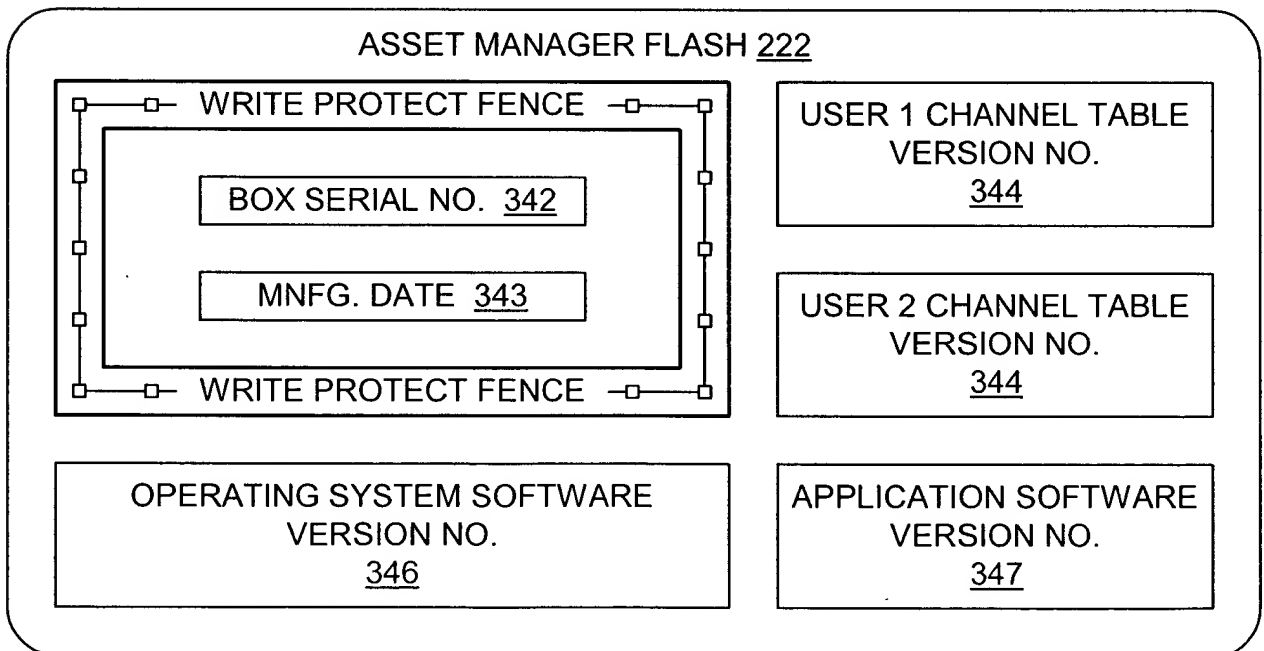 ASSET MANAGER FLASH 222
WRITE PROTECT FENCE
BOX SERIAL NO. 342
MNFG. DATE 343
WRITE PROTECT FENCE
USER 1 CHANNEL TABLE
VERSION NO.
344
USER 2 CHANNEL TABLE
VERSION NO.
344
OPERATING SYSTEM SOFTWARE
VERSION NO.
346
APPLICATION SOFTWARE
VERSION NO.
347